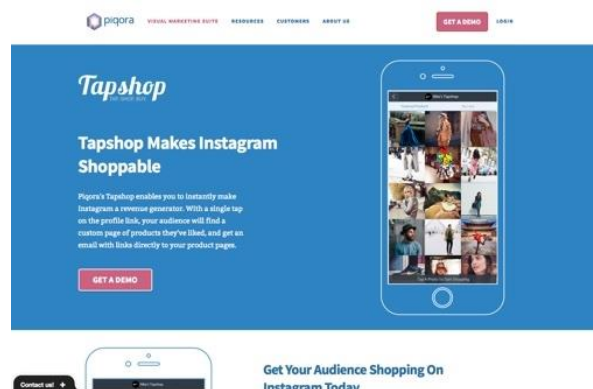 piqora
VISUAL MARKETING SUITE RESOURCES CUSTOMERS ABOUT US
GET A DEMO LOGIN
Tapshop
Tapshop Makes Instagram
Shoppable
Piqora's Tapshop enables you to instantly make
Instagram a revenue generator. With a single tap
on the profile link, your audience will find a
custom page of products they've liked, and get an
email with links directly to your product pages.
GET A DEMO
Get Your Audience Shopping On
Instagram Today
Contact us! +